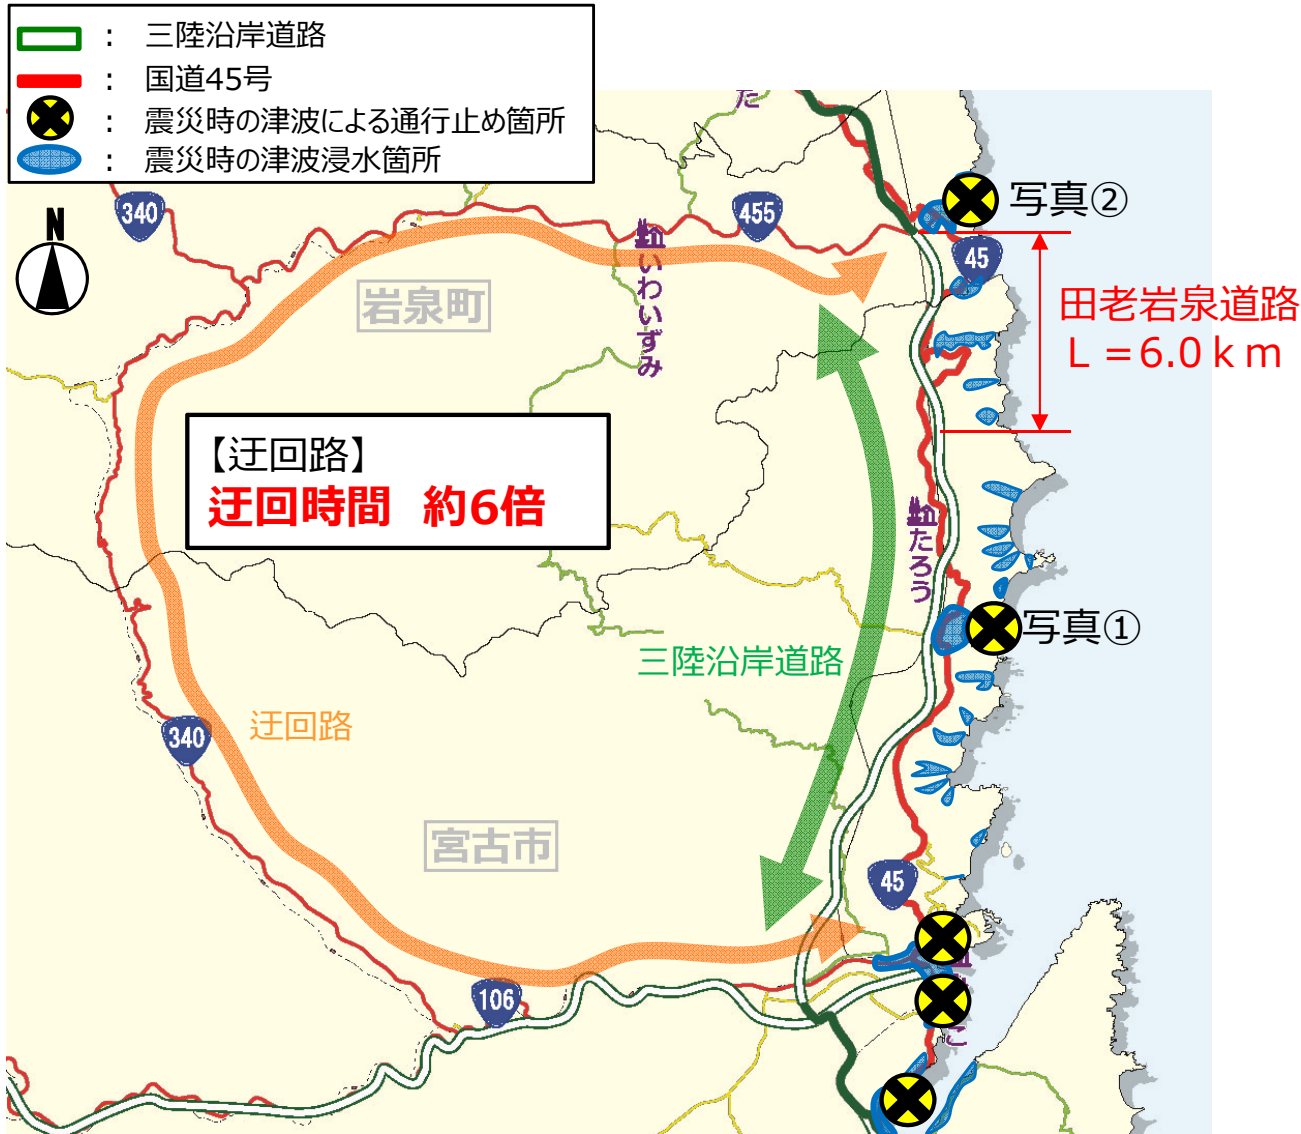 ： 三陸沿岸道路
： 国道45号
： 震災時の津波による通行止め箇所
： 震災時の津波浸水箇所
N
た
340
455
写真②
45
いわいずみ
岩泉町
田老岩泉道路
L＝6.0ｋｍ
【迂回路】
迂回時間 約6倍
たろう
写真①
三陸沿岸道路
迂回路
340
宮古市
45
106
こ